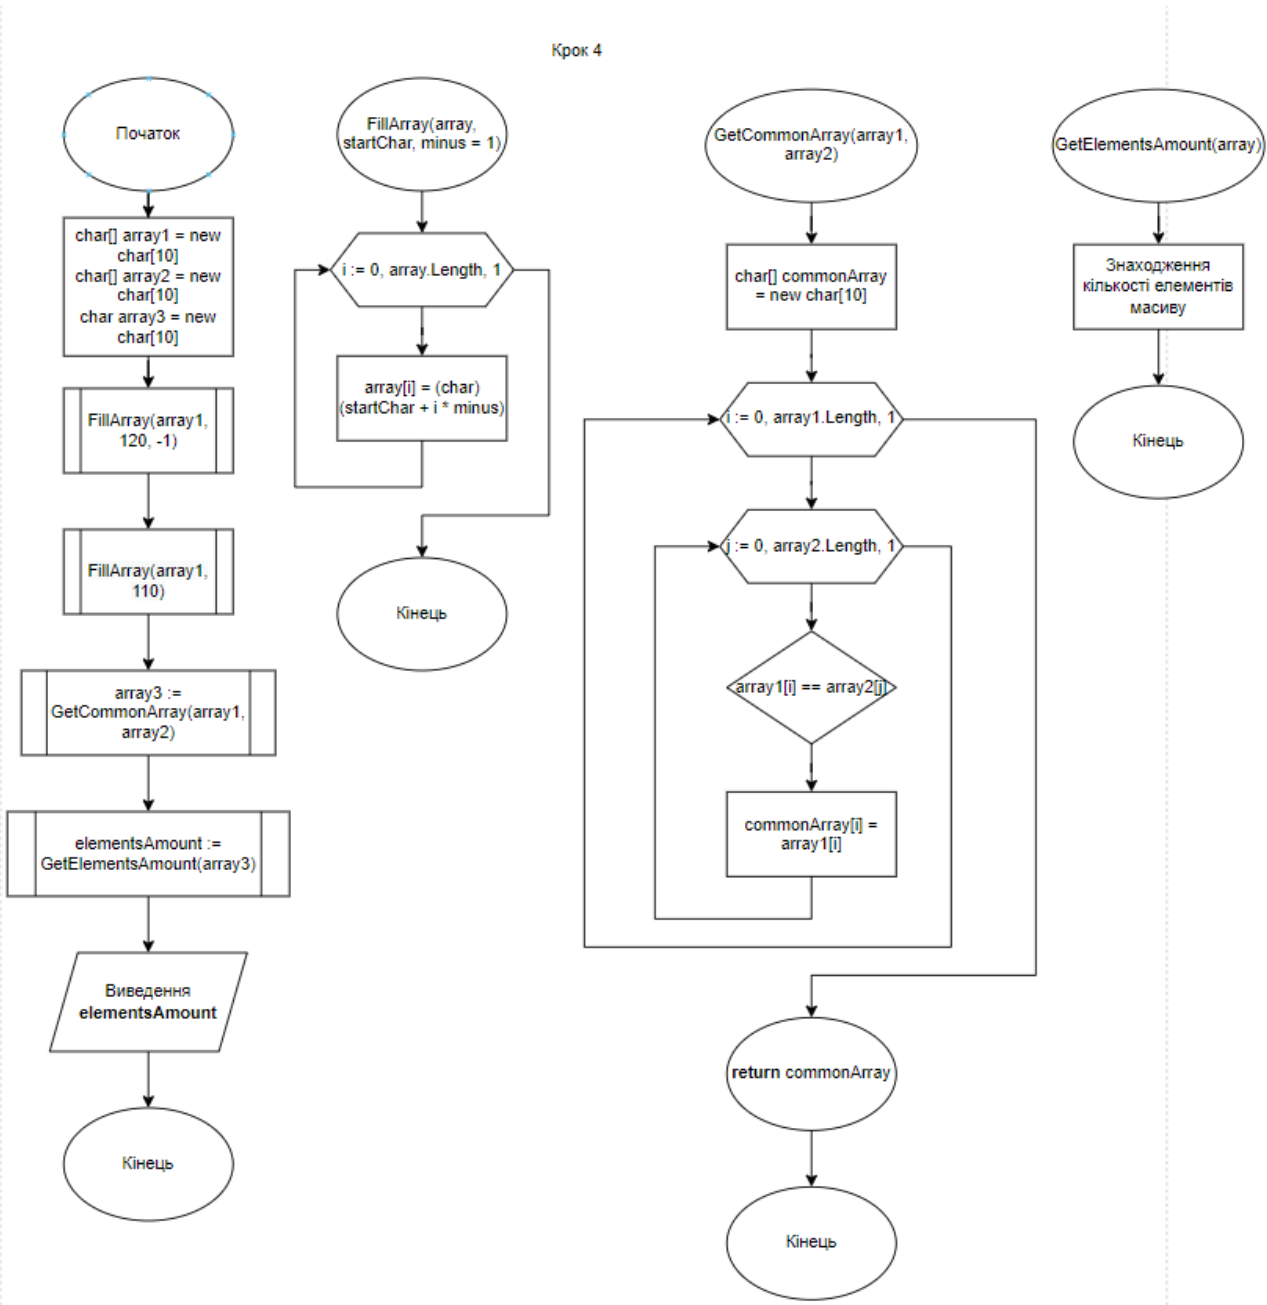 Крок 4
Початок
char[] array1 = new
char[10]
char[] array2 = new
char[10]
char array3 = new
char[10]
FillArray(array1,
120, -1)
FillArray(array1,
110)
array3 :=
GetCommonArray(array1,
array2)
elementsAmount :=
GetElementsAmount(array3)
Виведення
elementsAmount
Кінець
FillArray(array,
startChar, minus = 1)
i := 0, array.Length, 1
array[i] = (char)
(startChar + i * minus)
Кінець
GetCommonArray(array1,
array2)
char[] commonArray
= new char[10]
i := 0, array1.Length, 1
j := 0, array2.Length, 1
array1[i] == array2[j]
commonArray[i] =
array1[i]
return commonArray
Кінець
GetElementsAmount(array)
Знаходження
кількості елементів
масиву
Кінець